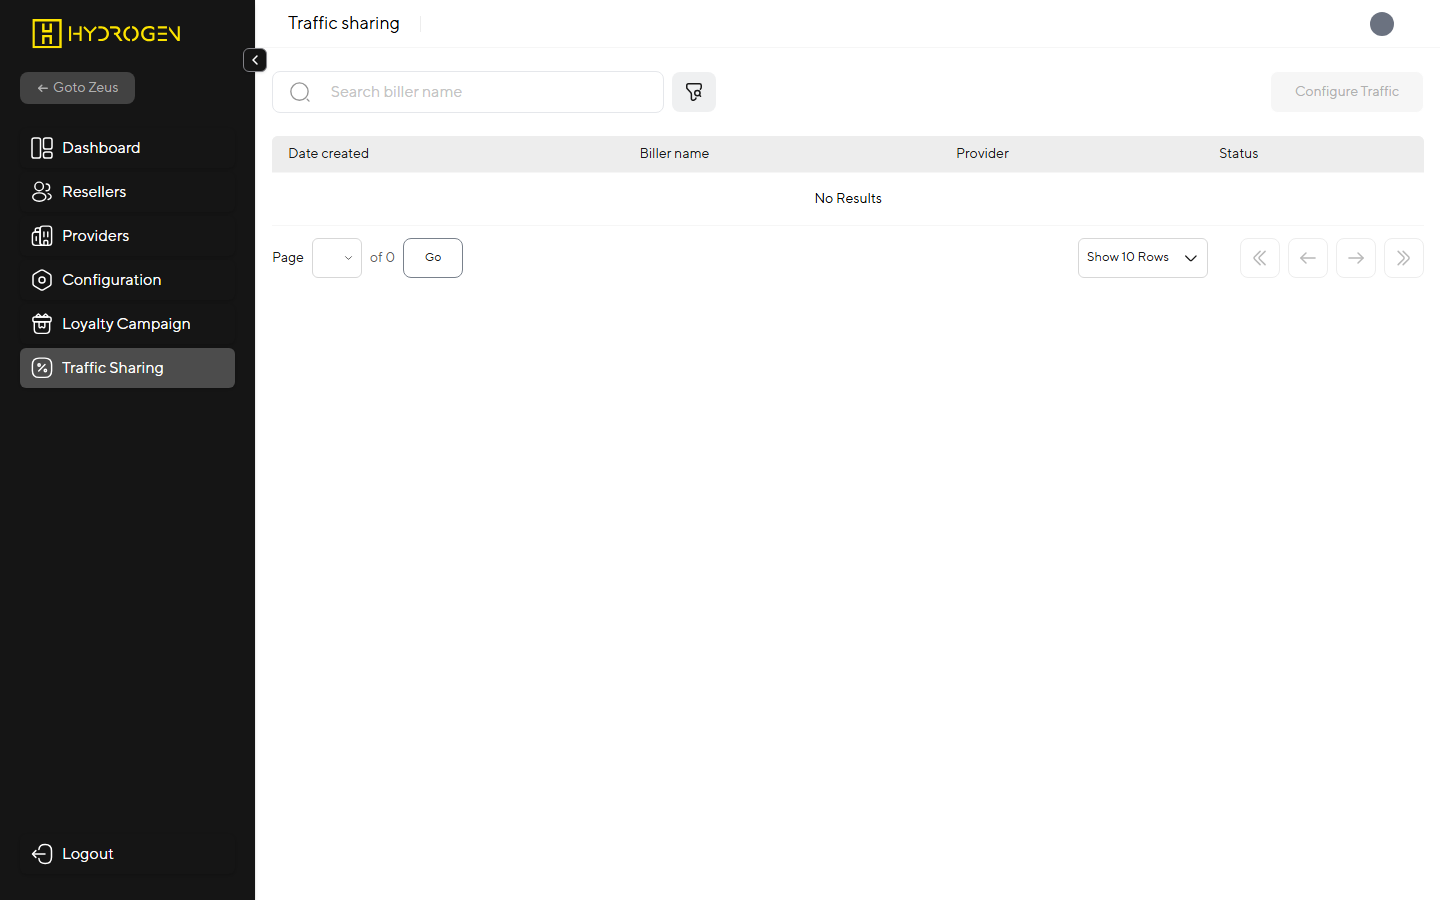 HYDROGEN
Goto Zeus
Dashboard
Resellers
Providers
Configuration
Loyalty Campaign
Traffic Sharing
Logout
Traffic sharing
Search biller name
Configure Traffic
Date created Biller name Provider Status
No Results
Page of 0 Go Show 10 Rows